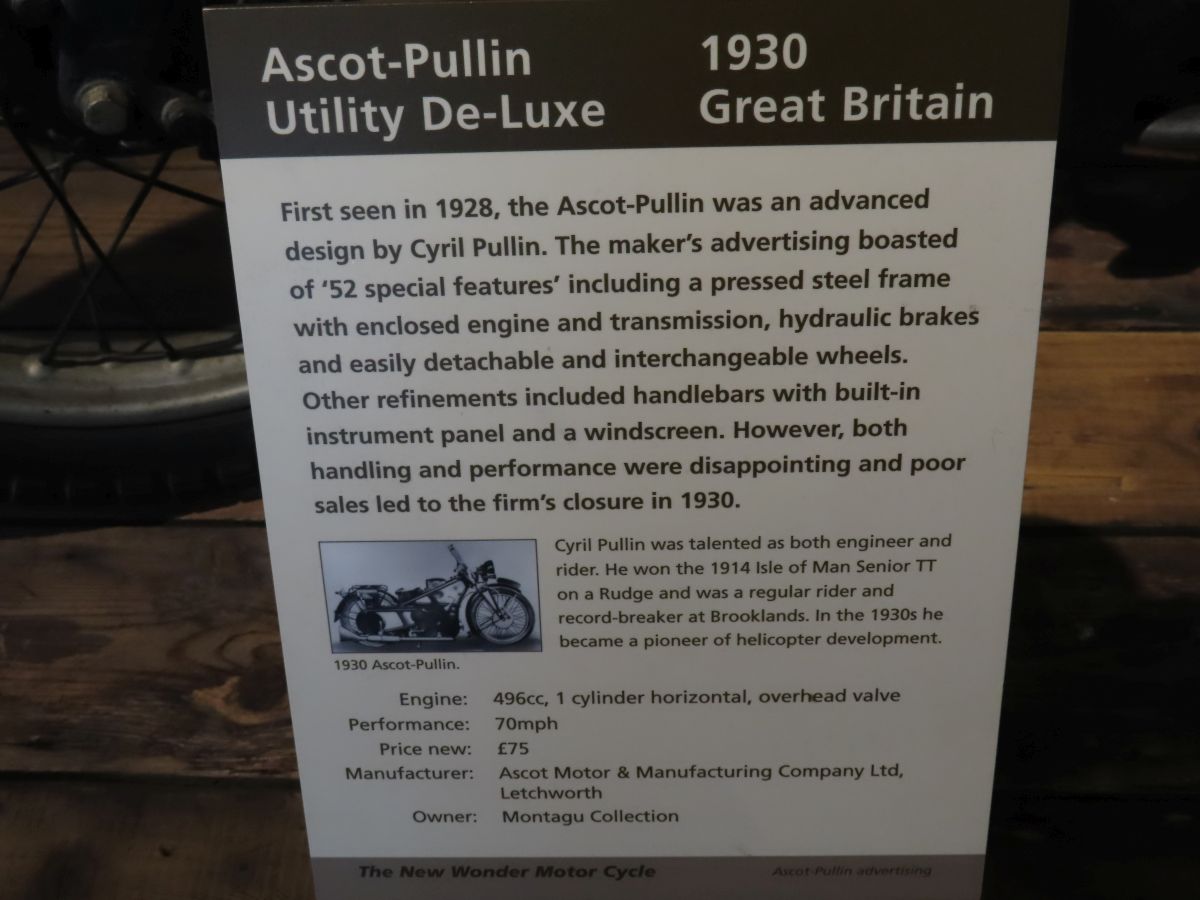 Ascot-Pullin
Utility De-Luxe
1930
Great Britain
First seen in 1928, the Ascot-Pullin was an advanced
design by Cyril Pullin. The maker's advertising boasted
of '52 special features' including a pressed steel frame
with enclosed engine and transmission, hydraulic brakes
and easily detachable and interchangeable wheels.
Other refinements included handlebars with built-in
instrument panel and a windscreen. However, both
handling and performance were disappointing and poor
sales led to the firm's closure in 1930.
Cyril Pullin was talented as both engineer and
rider. He won the 1914 Isle of Man Senior TT
on a Rudge and was a regular rider and
record-breaker at Brooklands. In the 1930s he
became a pioneer of helicopter development.
1930 Ascot-Pullin.
Engine: 496cc, 1 cylinder horizontal, overhead valve
Performance: 70mph
Price new: £75
Manufacturer: Ascot Motor & Manufacturing Company Ltd,
Letchworth
Owner: Montagu Collection
The New Wonder Motor Cycle Ascot-Pullin advertising